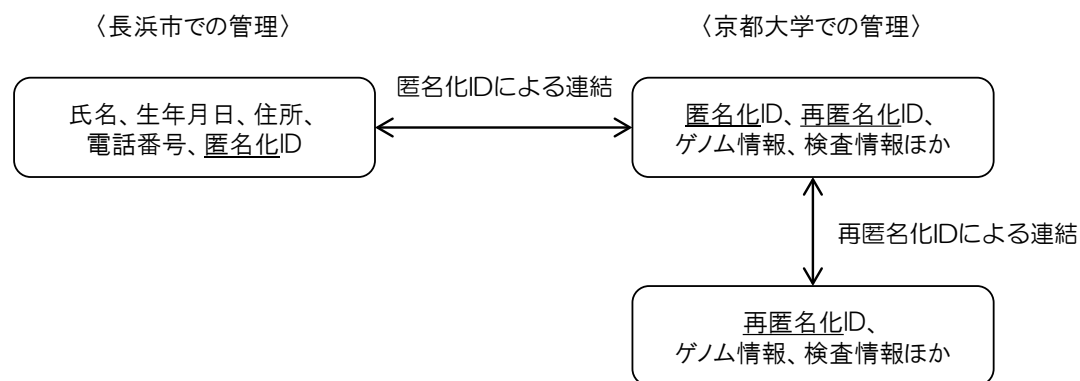 〈長浜市での管理〉
〈京都大学での管理〉
氏名、生年月日、住所、
電話番号、匿名化ID
匿名化IDによる連結
匿名化ID、再匿名化ID、
ゲノム情報、検査情報ほか
再匿名化IDによる連結
再匿名化ID、
ゲノム情報、検査情報ほか